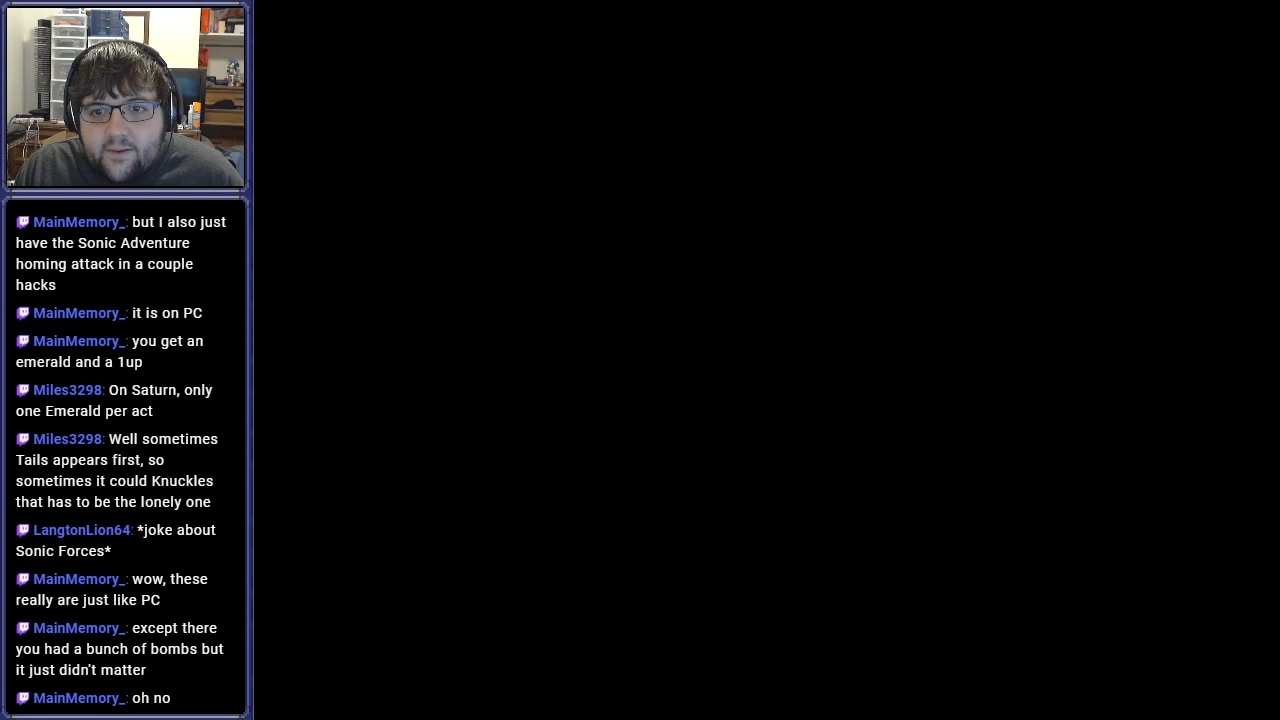 MainMemory_: but I also just
have the Sonic Adventure
homing attack in a couple
hacks
MainMemory_: it is on PC
MainMemory_: you get an
emerald and a 1up
Miles3298: On Saturn, only
one Emerald per act
Miles3298: Well sometimes
Tails appears first, so
sometimes it could Knuckles
that has to be the lonely one
LangtonLion64: *joke about
Sonic Forces*
MainMemory_: wow, these
really are just like PC
MainMemory_: except there
you had a bunch of bombs but
it just didn't matter
MainMemory_: oh no